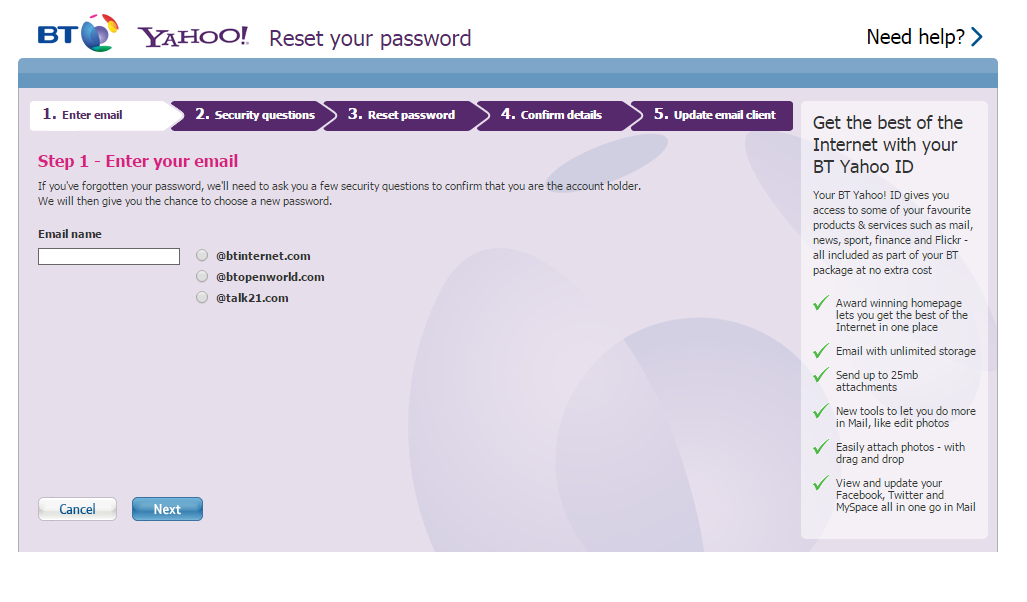 BT YAHOO! Reset your password
Need help?
1. Enter email
2. Security questions
3. Reset password
4. Confirm details
5. Update email client
Step 1 - Enter your email
If you've forgotten your password, we'll need to ask you a few security questions to confirm that you are the account holder.
We will then give you the chance to choose a new password.
Email name
@btinternet.com
@btopenworld.com
@talk21.com
Cancel
Next
Get the best of the
Internet with your
BT Yahoo ID
Your BT Yahoo! ID gives you
access to some of your favourite
products & services such as mail,
news, sport, finance and Flickr -
all included as part of your BT
package at no extra cost
Award winning homepage
lets you get the best of the
Internet in one place
Email with unlimited storage
Send up to 25mb
attachments
New tools to let you do more
in Mail, like edit photos
Easily attach photos - with
drag and drop
View and update your
Facebook, Twitter and
MySpace all in one go in Mail